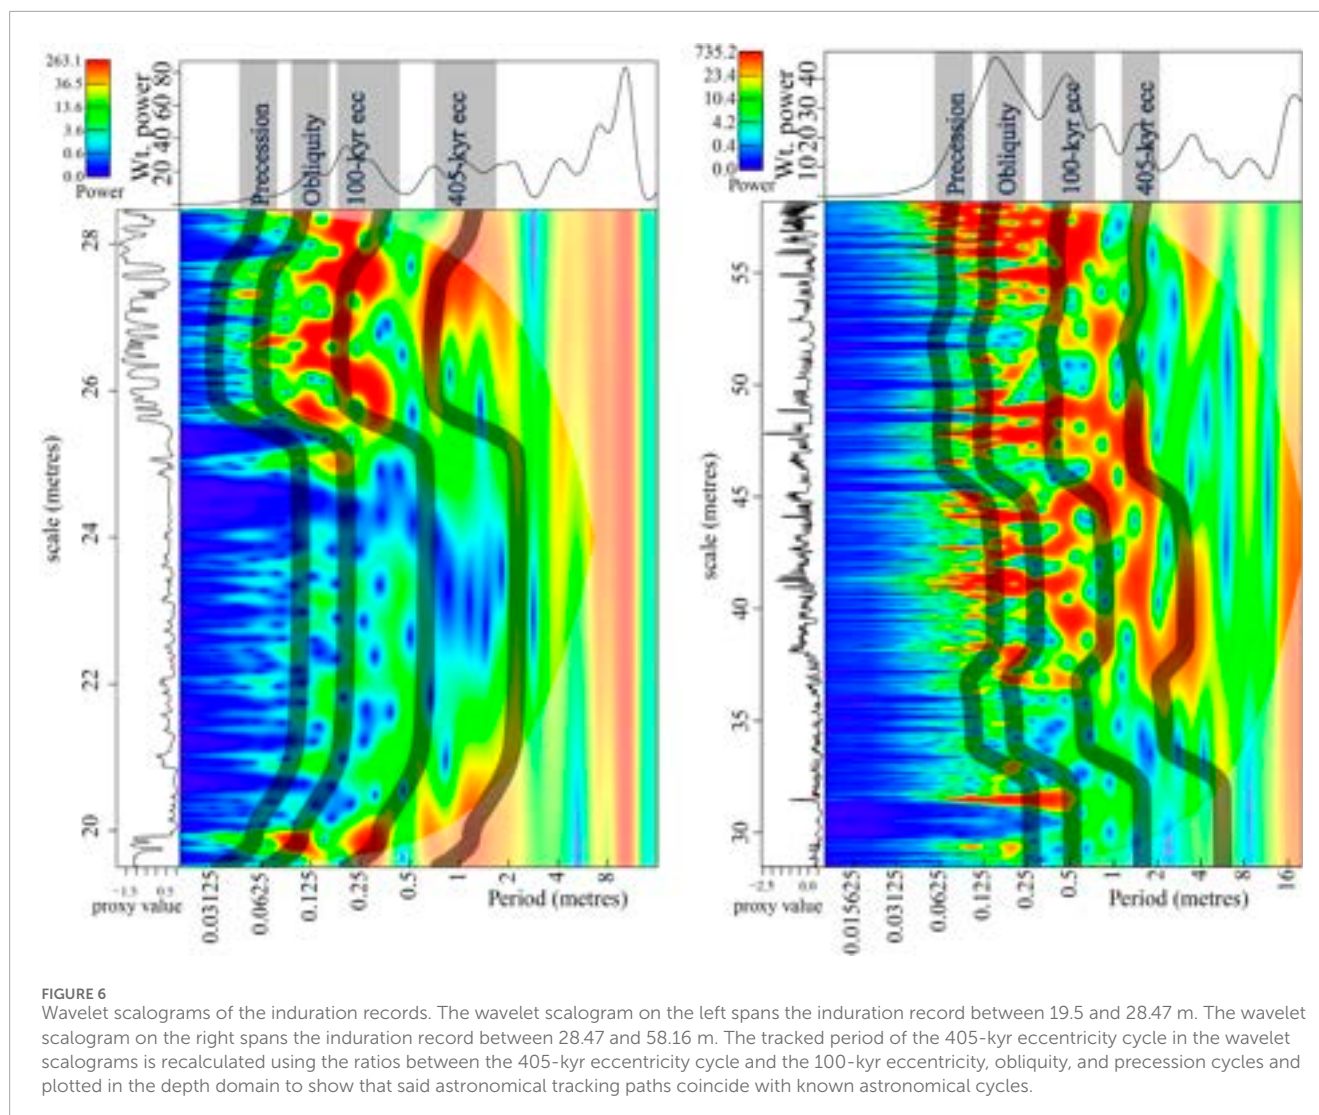 263.1
36.5
13.6
3.6
0.6
0.0
Power
Wt. power
20 40 60 80
Precession
Obliquity
100-kyr ecc
405-kyr ecc
scale (metres)
28
26
24
22
20
-1.5 0.5
proxy value
0.03125
0.0625
0.125
0.25
0.5
1
2
4
8
Period (metres)
735.2
23.4
10.4
4.2
0.4
0.0
Power
Wt. power
10 20 30 40
Precession
Obliquity
100-kyr ecc
405-kyr ecc
scale (metres)
55
50
45
40
35
30
-2.5 0.0
proxy value
0.015625
0.03125
0.0625
0.125
0.25
0.5
1
2
4
8
16
Period (metres)
FIGURE 6
Wavelet scalograms of the induration records. The wavelet scalogram on the left spans the induration record between 19.5 and 28.47 m. The wavelet
scalogram on the right spans the induration record between 28.47 and 58.16 m. The tracked period of the 405-kyr eccentricity cycle in the wavelet
scalograms is recalculated using the ratios between the 405-kyr eccentricity cycle and the 100-kyr eccentricity, obliquity, and precession cycles and
plotted in the depth domain to show that said astronomical tracking paths coincide with known astronomical cycles.